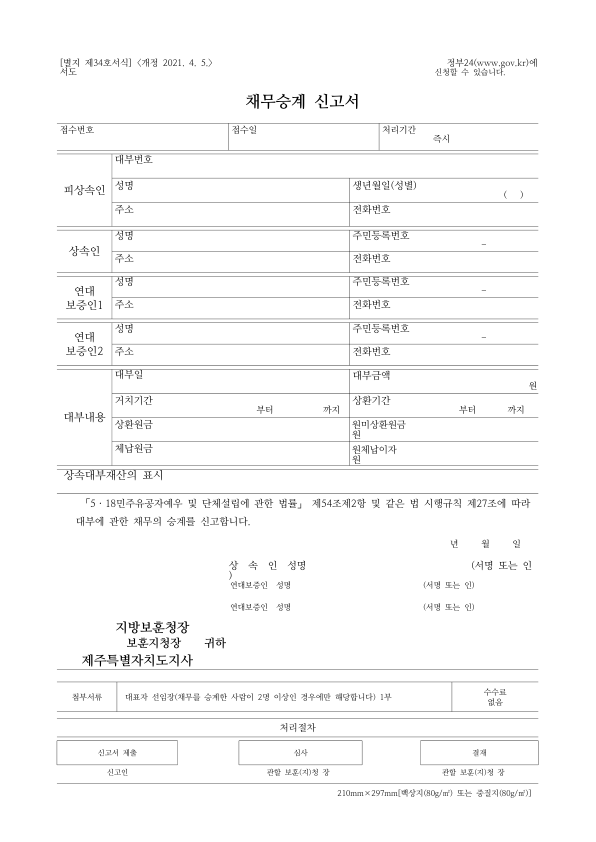 [별지 제34호서식] <개정 2021. 4. 5.> 정부24(www.gov.kr)에
서도 신청할 수 있습니다.
채무승계 신고서
접수번호 접수일 처리기간
즉시
대부번호
피상속인
성명 생년월일(성별)
( )
주소 전화번호
상속인
성명 주민등록번호
–
주소 전화번호
연대
보증인1
성명 주민등록번호
–
주소 전화번호
연대
보증인2
성명 주민등록번호
–
주소 전화번호
대부내용
대부일 대부금액
원
거치기간 상환기간
부터 까지 부터 까지
상환원금 원미상환원금
원
체납원금 원체납이자
원
상속대부재산의 표시
「5ㆍ18민주유공자예우 및 단체설립에 관한 법률」 제54조제2항 및 같은 법 시행규칙 제27조에 따라
대부에 관한 채무의 승계를 신고합니다.
년 월 일
상 속 인 성명 (서명 또는 인
)
연대보증인 성명 (서명 또는 인)
연대보증인 성명 (서명 또는 인)
지방보훈청장
보훈지청장 귀하
제주특별자치도지사
첨부서류 대표자 선임장(채무를 승계한 사람이 2명 이상인 경우에만 해당합니다) 1부 수수료
없음
처리절차
신고서 제출 심사 결재
신고인 관할 보훈(지)청 장 관할 보훈(지)청 장
210mm×297mm[백상지(80g/㎡) 또는 중질지(80g/㎡)]